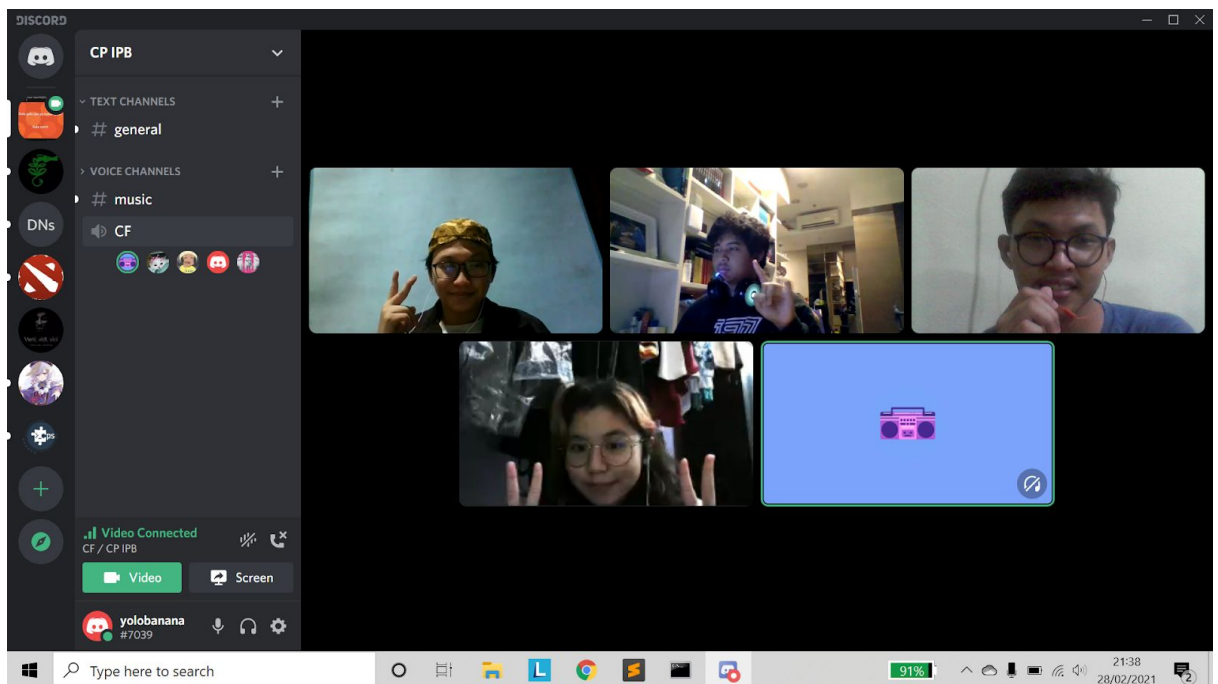 DISCORD
CP IPB
TEXT CHANNELS
# general
VOICE CHANNELS
# music
DNs
CF
Video Connected
CF / CP IPB
Video
Screen
yolobanana
#7039
Type here to search
L
S
91%
21:38
28/02/2021
2